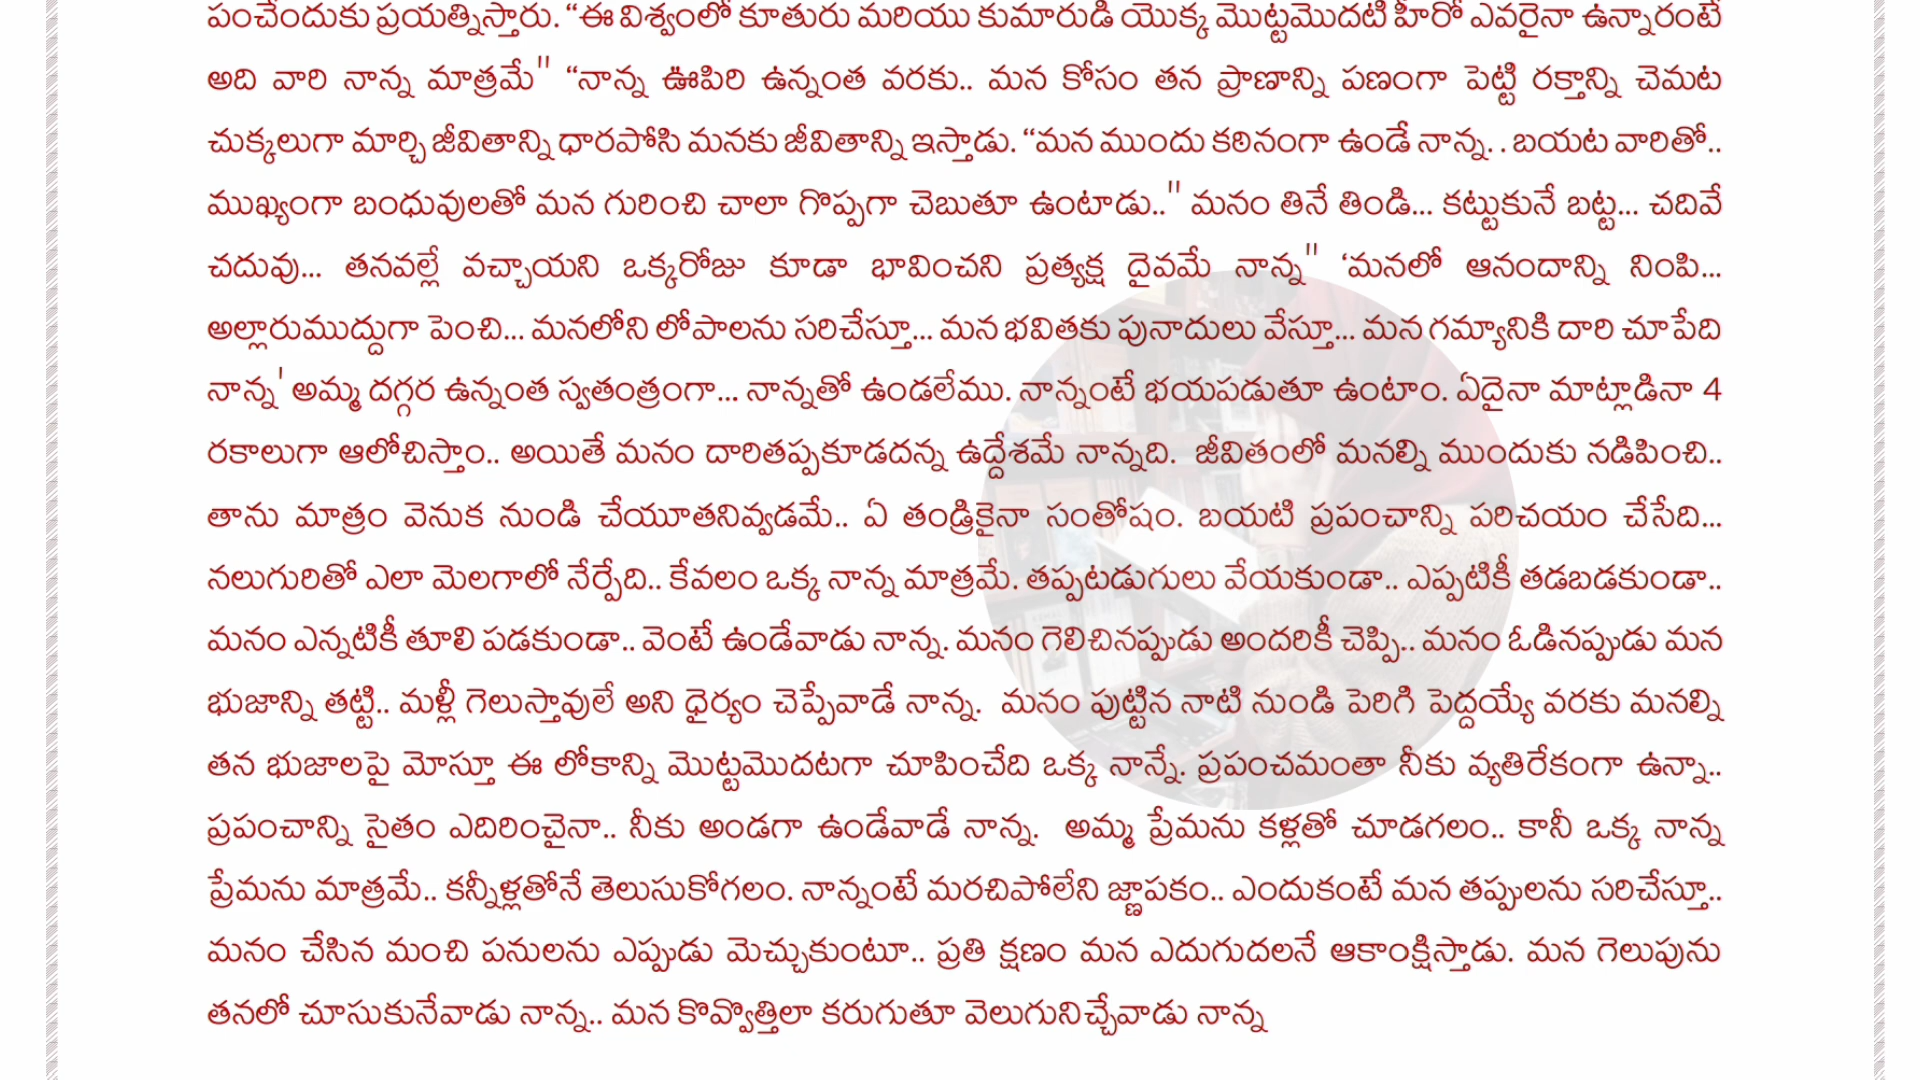 పంచేందుకు ప్రయత్నిస్తారు. “ఈ విశ్వంలో కూతురు మరియు కుమారుడి యొక్క మొట్టమొదటి హీరో ఎవరైనా ఉన్నారంటే
అది వారి నాన్న మాత్రమే" “నాన్న ఊపిరి ఉన్నంత వరకు.. మన కోసం తన ప్రాణాన్ని పణంగా పెట్టి రక్తాన్ని చెమట
చుక్కలుగా మార్చి జీవితాన్ని ధారపోసి మనకు జీవితాన్ని ఇస్తాడు. “మన ముందు కఠినంగా ఉండే నాన్న. . బయట వారితో..
ముఖ్యంగా బంధువులతో మన గురించి చాలా గొప్పగా చెబుతూ ఉంటాడు.." మనం తినే తిండి... కట్టుకునే బట్ట... చదివే
చదువు... తనవల్లే వచ్చాయని ఒక్కరోజు కూడా భావించని ప్రత్యక్ష దైవమే నాన్న" ‘మనలో ఆనందాన్ని నింపి...
అల్లారుముద్దుగా పెంచి... మనలోని లోపాలను సరిచేస్తూ... మన భవితకు పునాదులు వేస్తూ... మన గమ్యానికి దారి చూపేది
నాన్న' అమ్మ దగ్గర ఉన్నంత స్వతంత్రంగా... నాన్నతో ఉండలేము. నాన్నంటే భయపడుతూ ఉంటాం. ఏదైనా మాట్లాడినా 4
రకాలుగా ఆలోచిస్తాం.. అయితే మనం దారితప్పకూడదన్న ఉద్దేశమే నాన్నది. జీవితంలో మనల్ని ముందుకు నడిపించి..
తాను మాత్రం వెనుక నుండి చేయూతనివ్వడమే.. ఏ తండ్రికైనా సంతోషం. బయటి ప్రపంచాన్ని పరిచయం చేసేది...
నలుగురితో ఎలా మెలగాలో నేర్పేది.. కేవలం ఒక్క నాన్న మాత్రమే. తప్పటడుగులు వేయకుండా.. ఎప్పటికీ తడబడకుండా..
మనం ఎన్నటికీ తూలి పడకుండా.. వెంటే ఉండేవాడు నాన్న. మనం గెలిచినప్పుడు అందరికీ చెప్పి.. మనం ఓడినప్పుడు మన
భుజాన్ని తట్టి.. మళ్లీ గెలుస్తావులే అని ధైర్యం చెప్పేవాడే నాన్న. మనం పుట్టిన నాటి నుండి పెరిగి పెద్దయ్యే వరకు మనల్ని
తన భుజాలపై మోస్తూ ఈ లోకాన్ని మొట్టమొదటగా చూపించేది ఒక్క నాన్నే. ప్రపంచమంతా నీకు వ్యతిరేకంగా ఉన్నా..
ప్రపంచాన్ని సైతం ఎదిరించైనా.. నీకు అండగా ఉండేవాడే నాన్న. అమ్మ ప్రేమను కళ్లతో చూడగలం.. కానీ ఒక్క నాన్న
ప్రేమను మాత్రమే.. కన్నీళ్లతోనే తెలుసుకోగలం. నాన్నంటే మరచిపోలేని జ్ఞాపకం.. ఎందుకంటే మన తప్పులను సరిచేస్తూ..
మనం చేసిన మంచి పనులను ఎప్పుడు మెచ్చుకుంటూ.. ప్రతి క్షణం మన ఎదుగుదలనే ఆకాంక్షిస్తాడు. మన గెలుపును
తనలో చూసుకునేవాడు నాన్న.. మన కొవ్వొత్తిలా కరుగుతూ వెలుగునిచ్చేవాడు నాన్న